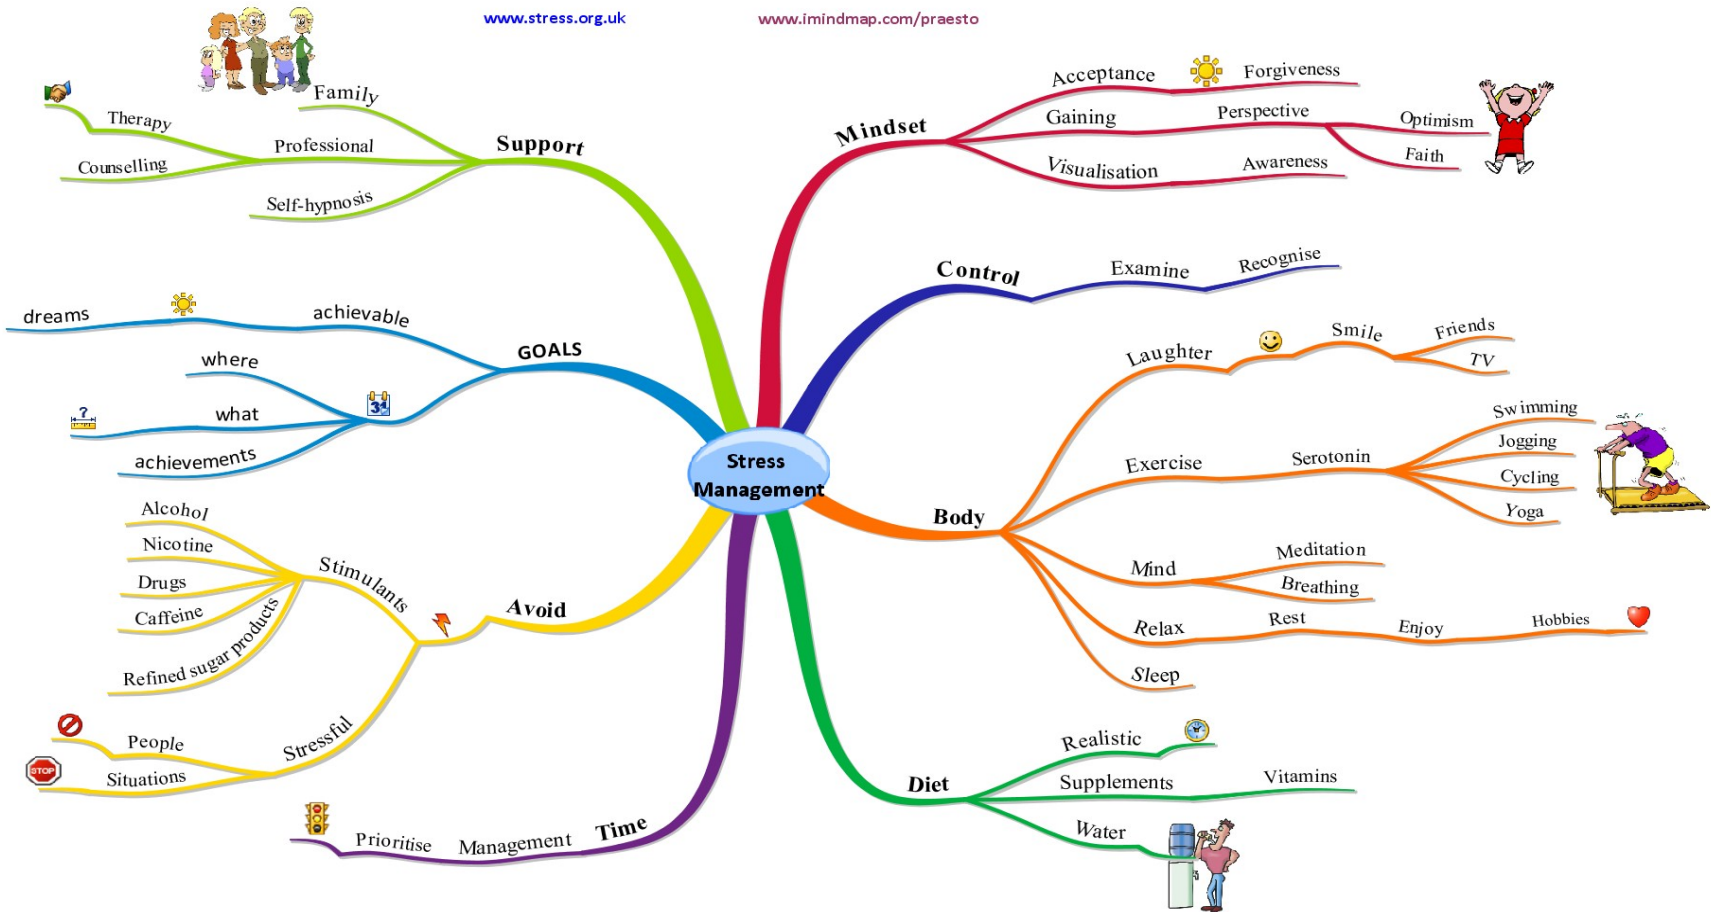 www.stress.org.uk
www.imindmap.com/praesto
Stress
Management
Mindset
Acceptance
Forgiveness
Gaining
Perspective
Optimism
Faith
Visualisation
Awareness
Control
Examine
Recognise
Body
Laughter
Smile
Friends
TV
Exercise
Serotonin
Swimming
Jogging
Cycling
Yoga
Mind
Meditation
Breathing
Relax
Rest
Enjoy
Hobbies
Sleep
Diet
Realistic
Supplements
Vitamins
Water
Time
Management
Prioritise
Avoid
Stimulants
Alcohol
Nicotine
Drugs
Caffeine
Refined sugar products
Stressful
People
Situations
STOP
GOALS
achievable
dreams
31
where
what
?
achievements
Support
Family
Professional
Therapy
Counselling
Self-hypnosis